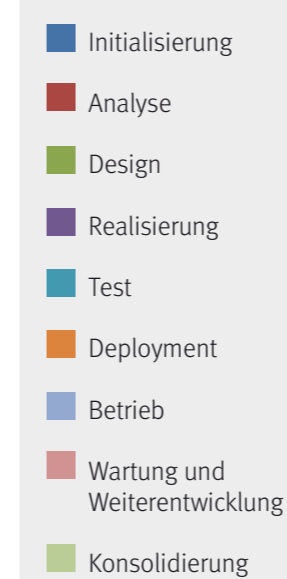 Initialisierung
Analyse
Design
Realisierung
Test
Deployment
Betrieb
Wartung und
Weiterentwicklung
Konsolidierung